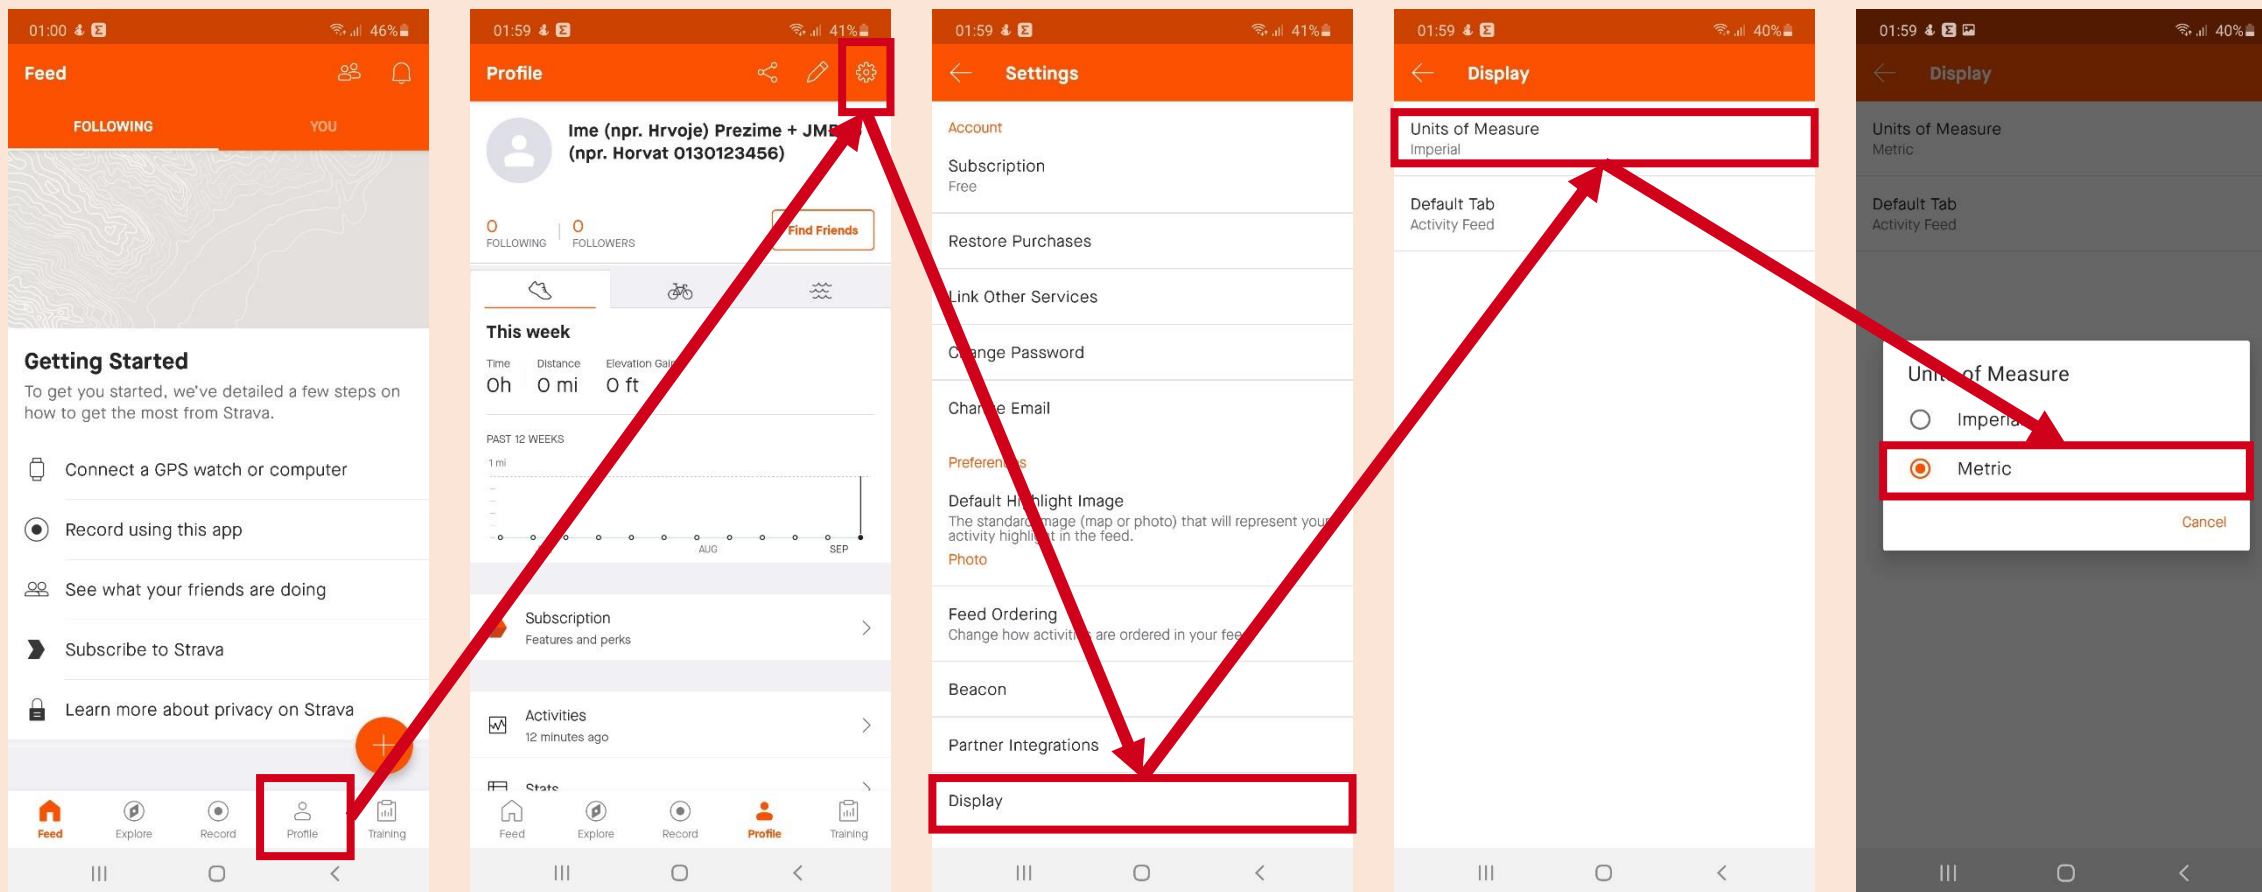 01:00
46%
Feed
FOLLOWING
YOU
Getting Started
To get you started, we've detailed a few steps on
how to get the most from Strava.
Connect a GPS watch or computer
Record using this app
See what your friends are doing
Subscribe to Strava
Learn more about privacy on Strava
Feed
Explore
Record
Profile
Training
01:59
41%
Profile
Ime (npr. Hrvoje) Prezime +
(npr. Horvat 0130123456)
0
FOLLOWING
0
FOLLOWERS
Find Friends
This week
Time
Distance
Elevation Gain
0h
0 mi
0 ft
PAST 12 WEEKS
1 mi
AUG
SEP
Subscription
Features and perks
Activities
12 minutes ago
Stats
Feed
Explore
Record
Profile
Training
01:59
41%
Settings
Account
Subscription
Free
Restore Purchases
Link Other Services
Change Password
Change Email
Preferences
Default Highlight Image
The standard image (map or photo) that will represent your
activity highlight in the feed.
Photo
Feed Ordering
Change how activities are ordered in your feed
Beacon
Partner Integrations
Display
01:59
40%
Display
Units of Measure
Imperial
Default Tab
Activity Feed
01:59
40%
Display
Units of Measure
Metric
Default Tab
Activity Feed
Units of Measure
Imperial
Metric
Cancel